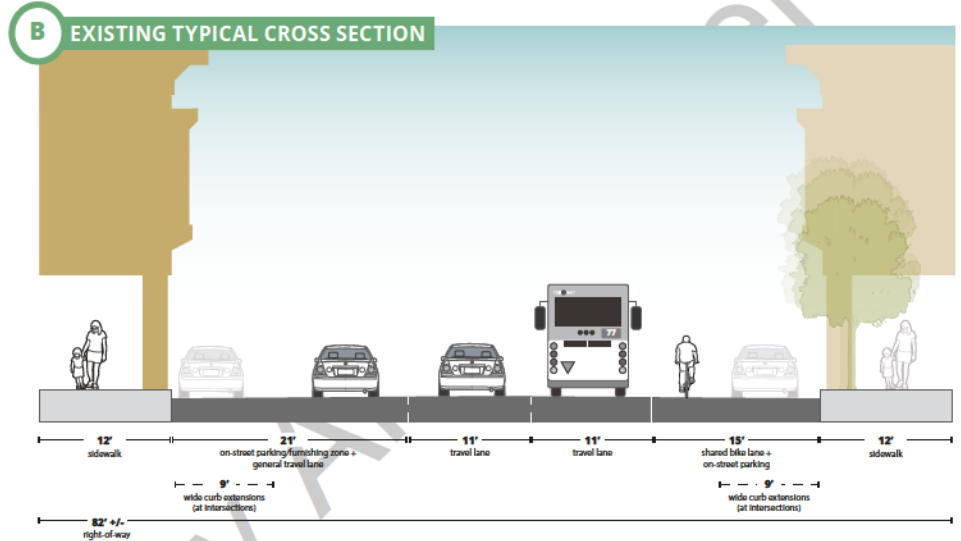 B EXISTING TYPICAL CROSS SECTION
77
12' 21' 11' 11' 15' 12'
sidewalk on-street parking/furnishing zone + travel lane travel lane shared bike lane + sidewalk
general travel lane on-street parking
9' 9'
wide curb extensions wide curb extensions
(at intersections) (at intersections)
82' +/-
right-of-way